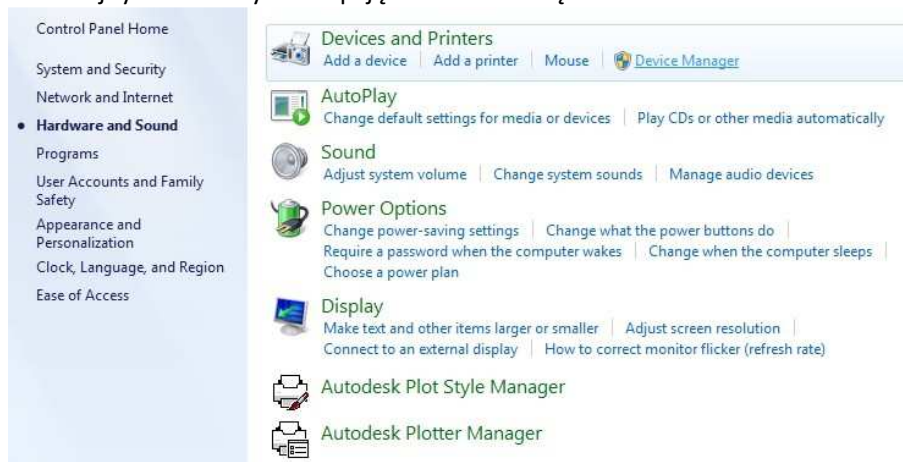 Control Panel Home
System and Security
Network and Internet
Hardware and Sound
Programs
User Accounts and Family
Safety
Appearance and
Personalization
Clock, Language, and Region
Ease of Access
Devices and Printers
Add a device | Add a printer | Mouse | Device Manager
AutoPlay
Change default settings for media or devices | Play CDs or other media automatically
Sound
Adjust system volume | Change system sounds | Manage audio devices
Power Options
Change power-saving settings | Change what the power buttons do |
Require a password when the computer wakes | Change when the computer sleeps |
Choose a power plan
Display
Make text and other items larger or smaller | Adjust screen resolution |
Connect to an external display | How to correct monitor flicker (refresh rate)
Autodesk Plot Style Manager
Autodesk Plotter Manager